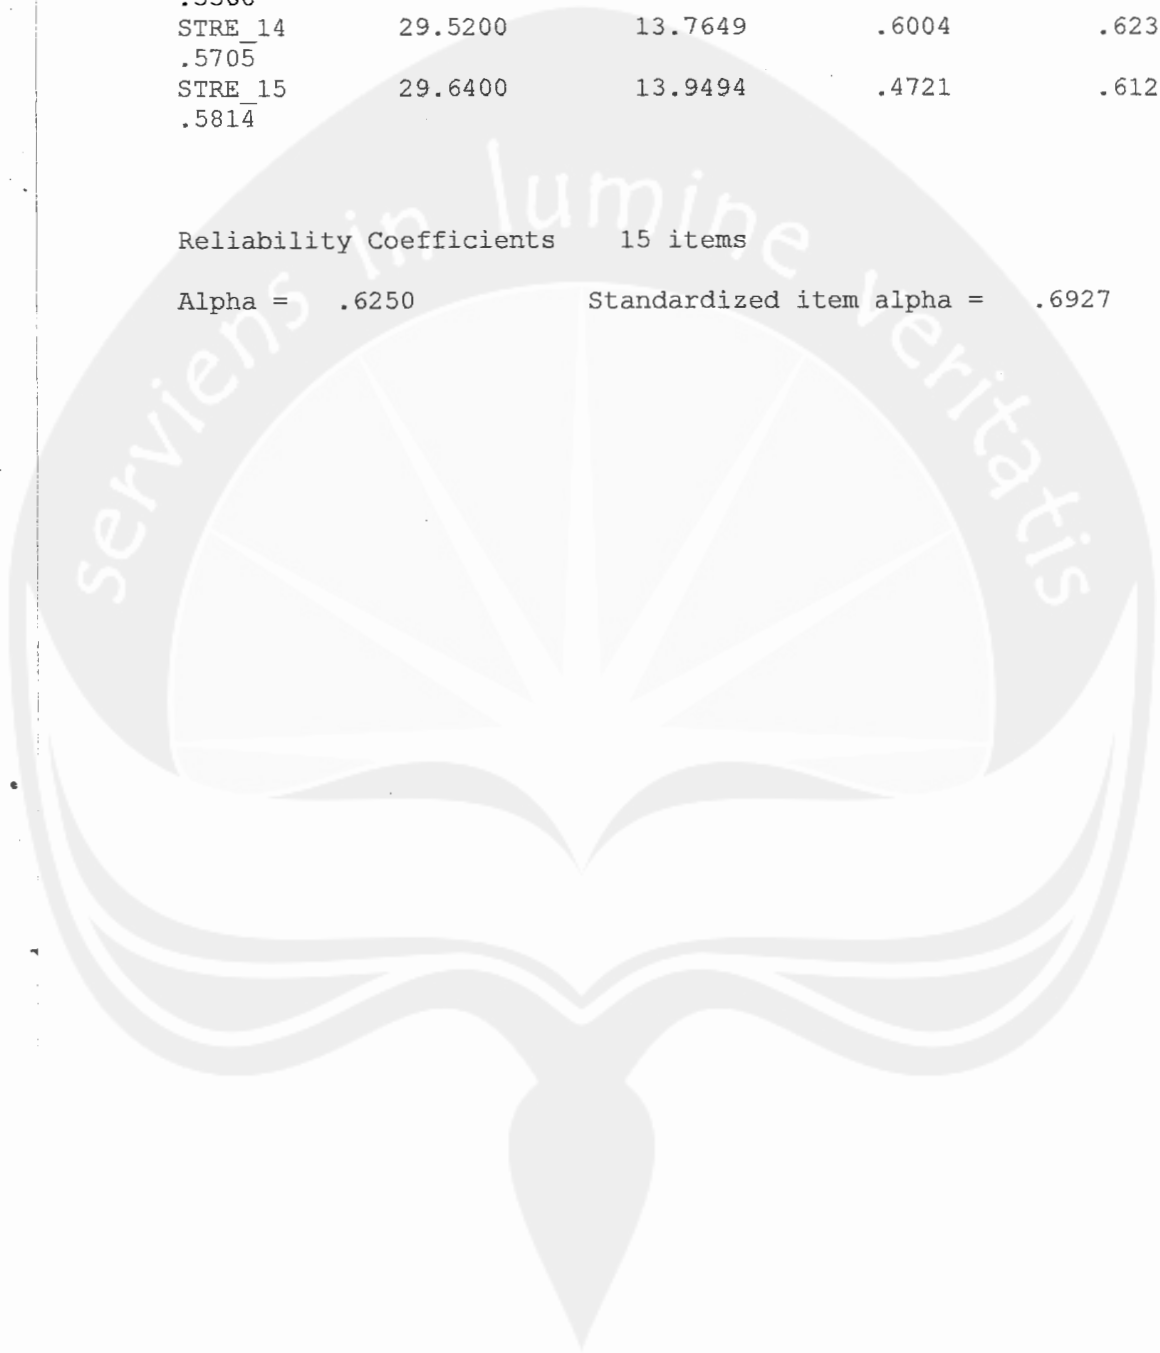 STRE_14 29.5200 13.7649 .6004 .623
.5705
STRE_15 29.6400 13.9494 .4721 .612
.5814
Reliability Coefficients 15 items
Alpha = .6250 Standardized item alpha = .6927
serviens in lumine veritatis